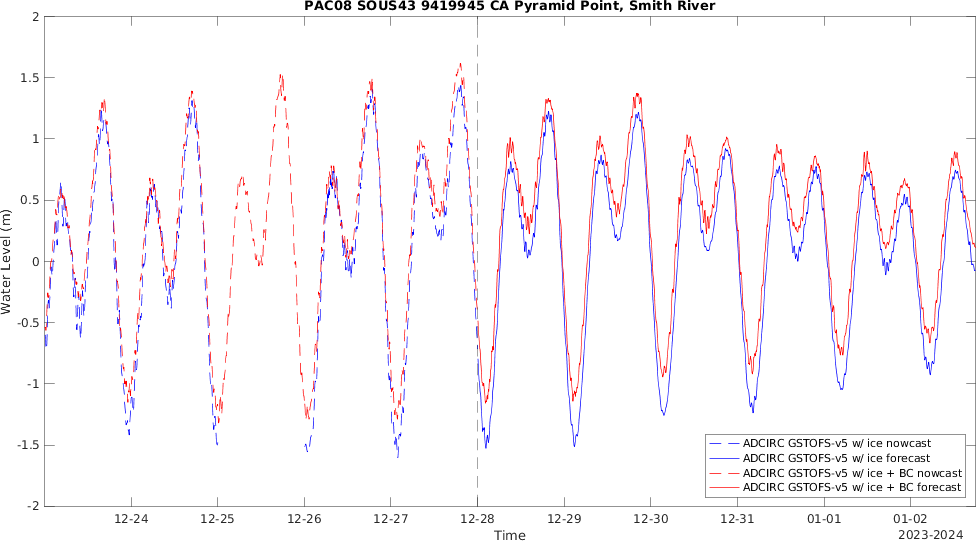 PAC08 SOUS43 9419945 CA Pyramid Point, Smith River
2
1.5
1
0.5
0
-0.5
-1
-1.5
-2
Water Level (m)
12-24 12-25 12-26 12-27 12-28 12-29 12-30 12-31 01-01 01-02
Time
2023-2024
ADCIRC GSTOFS-v5 w/ ice nowcast
ADCIRC GSTOFS-v5 w/ ice forecast
ADCIRC GSTOFS-v5 w/ ice + BC nowcast
ADCIRC GSTOFS-v5 w/ ice + BC forecast